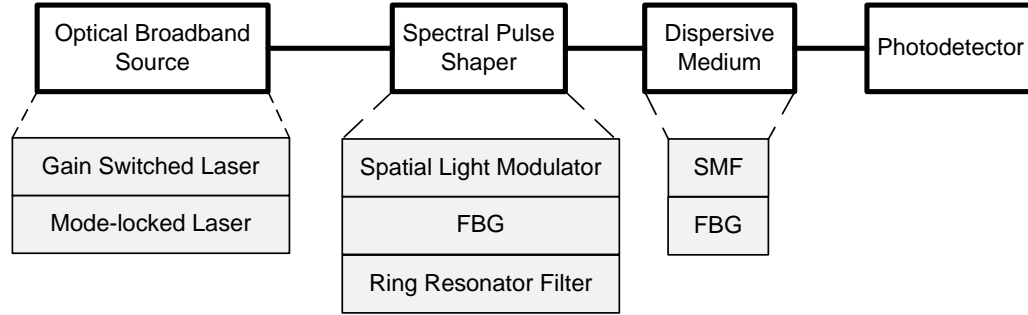 Optical Broadband
Source
Spectral Pulse
Shaper
Dispersive
Medium
Photodetector
Gain Switched Laser
Mode-locked Laser
Spatial Light Modulator
FBG
Ring Resonator Filter
SMF
FBG